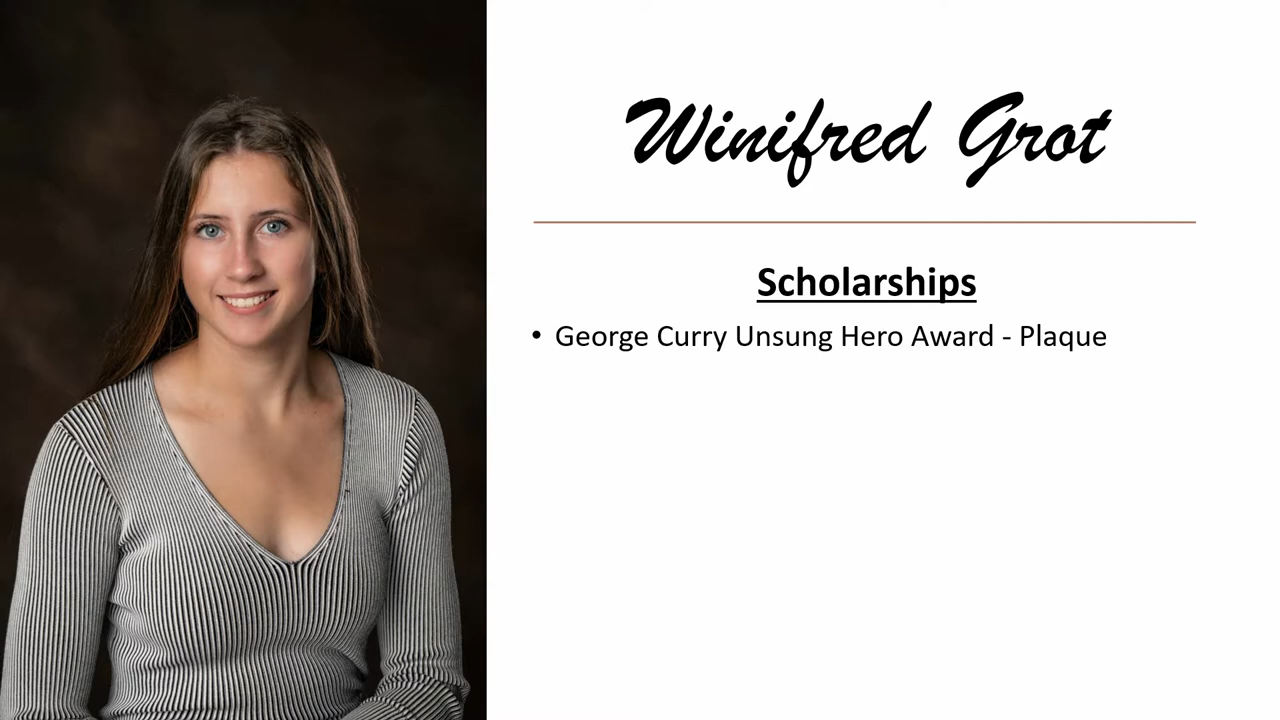 Winifred Grot
Scholarships
• George Curry Unsung Hero Award - Plaque